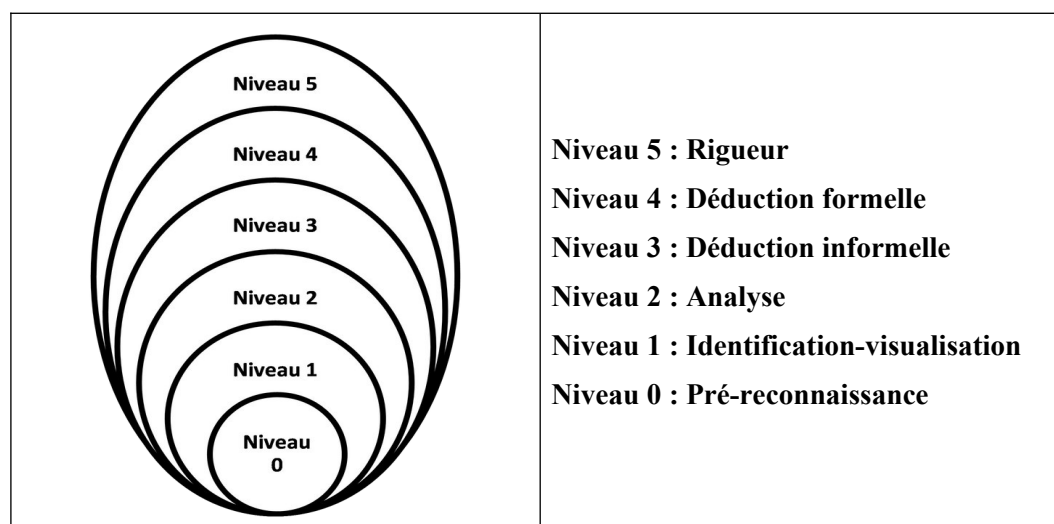 Niveau 5
Niveau 4
Niveau 3
Niveau 2
Niveau 1
Niveau
0
Niveau 5 : Rigueur
Niveau 4 : Déduction formelle
Niveau 3 : Déduction informelle
Niveau 2 : Analyse
Niveau 1 : Identification-visualisation
Niveau 0 : Pré-reconnaissance